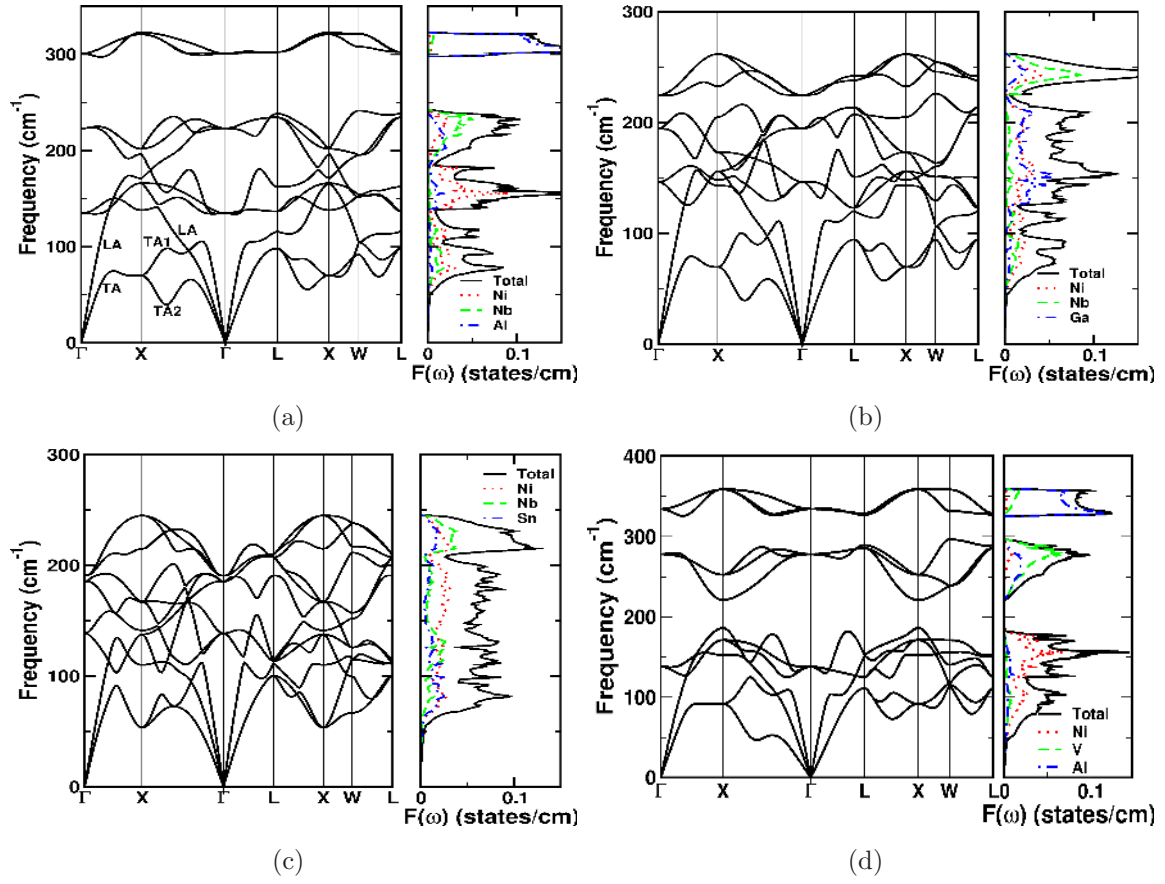 Frequency (cm⁻¹)
300
200
100
0
LA
TA
TA1
LA
TA2
Γ X Γ L X W L
Total
Ni
Nb
Al
0 0.1
F(ω) (states/cm)
(a)
Frequency (cm⁻¹)
300
200
100
0
Γ X Γ L X W L
Total
Ni
Nb
Ga
0 0.1
F(ω) (states/cm)
(b)
Frequency (cm⁻¹)
300
200
100
0
Γ X Γ L X W L
Total
Ni
Nb
Sn
0 0.1
F(ω) (states/cm)
(c)
Frequency (cm⁻¹)
400
300
200
100
0
Γ X Γ L X W L
Total
Ni
V
Al
0 0.1
F(ω) (states/cm)
(d)